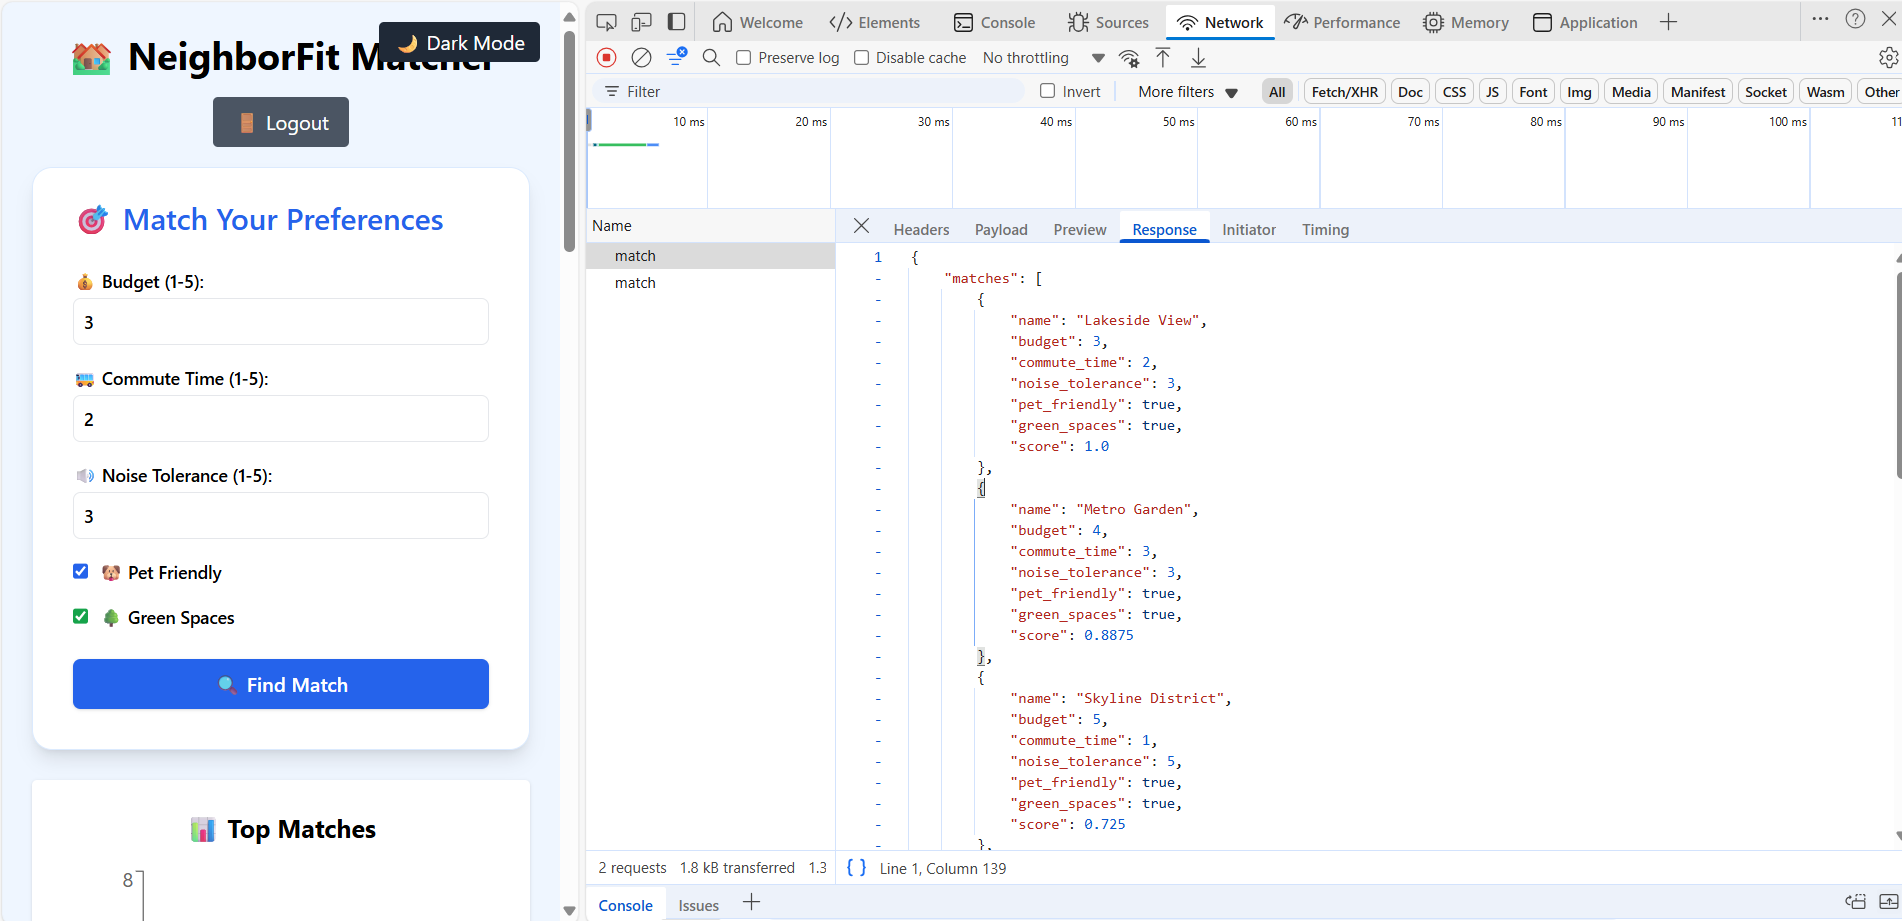 NeighborFit Matcher
Dark Mode
Logout
Match Your Preferences
Budget (1-5):
3
Commute Time (1-5):
2
Noise Tolerance (1-5):
3
Pet Friendly
Green Spaces
Find Match
Top Matches
8
Welcome
Elements
Console
Sources
Network
Performance
Memory
Application
Preserve log
Disable cache
No throttling
Filter
Invert
More filters
All
Fetch/XHR
Doc
CSS
JS
Font
Img
Media
Manifest
Socket
Wasm
Other
10 ms
20 ms
30 ms
40 ms
50 ms
60 ms
70 ms
80 ms
90 ms
100 ms
11
Name
match
match
Headers
Payload
Preview
Response
Initiator
Timing
1 {
- "matches": [
- {
- "name": "Lakeside View",
- "budget": 3,
- "commute_time": 2,
- "noise_tolerance": 3,
- "pet_friendly": true,
- "green_spaces": true,
- "score": 1.0
- },
- {
- "name": "Metro Garden",
- "budget": 4,
- "commute_time": 3,
- "noise_tolerance": 3,
- "pet_friendly": true,
- "green_spaces": true,
- "score": 0.8875
- },
- {
- "name": "Skyline District",
- "budget": 5,
- "commute_time": 1,
- "noise_tolerance": 5,
- "pet_friendly": true,
- "green_spaces": true,
- "score": 0.725
- },
2 requests
1.8 kB transferred
1.3
{ }
Line 1, Column 139
Console
Issues